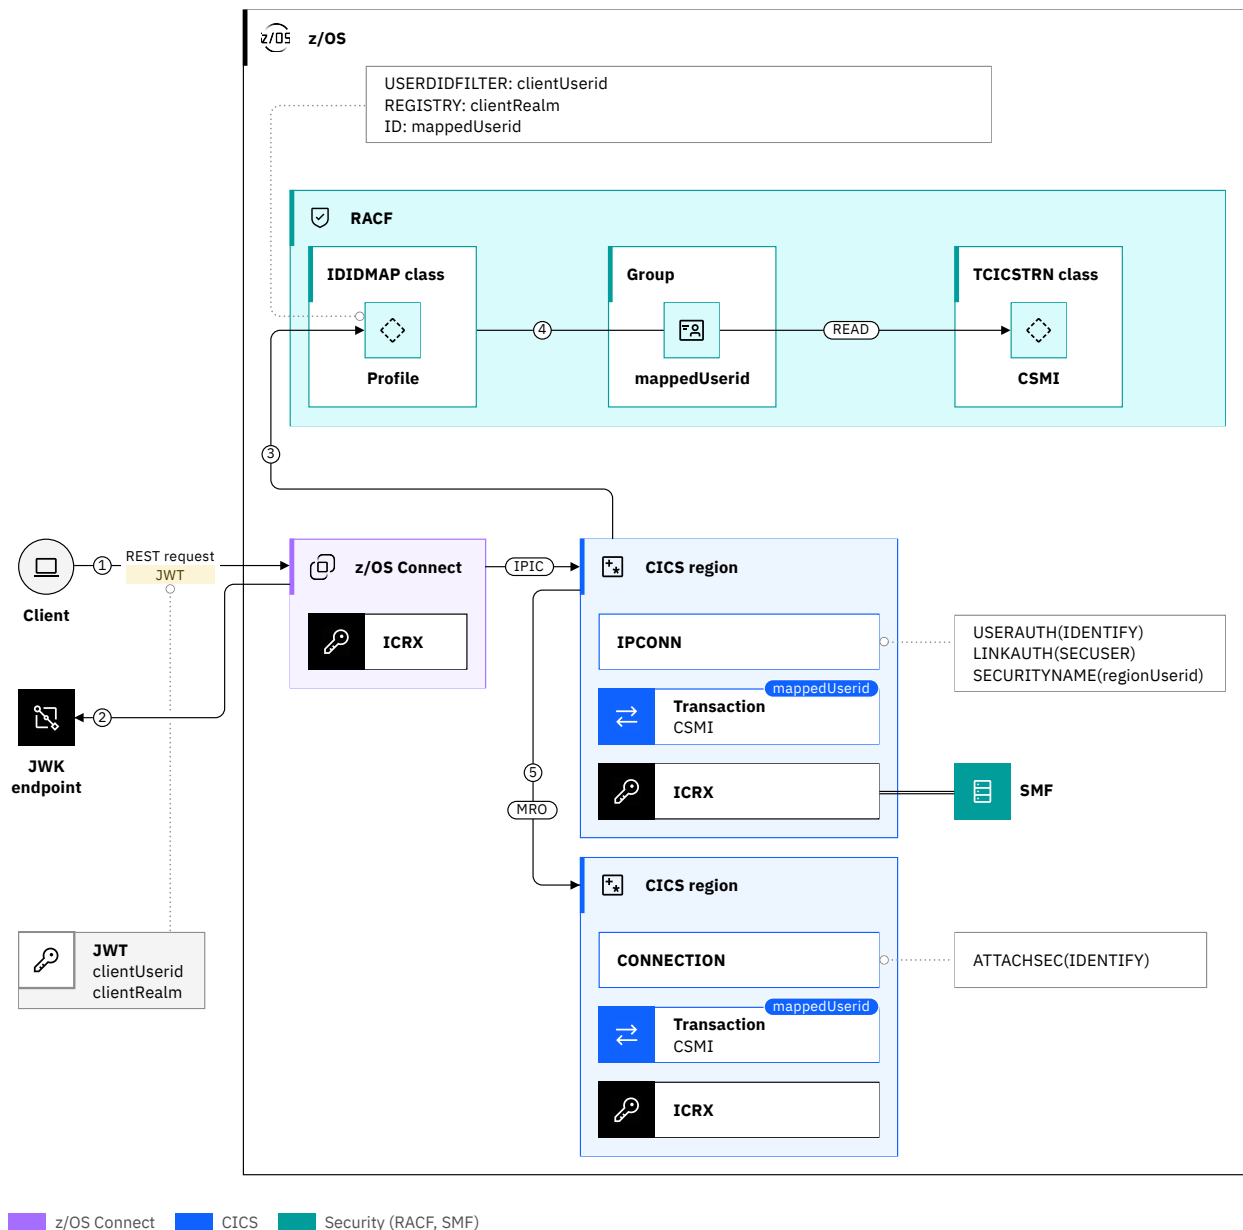 z/OS
z/OS
USERDIDFILTER: clientUserid
REGISTRY: clientRealm
ID: mappedUserid
RACF
IDIDMAP class
Group
TCICSTRN class
4
READ
Profile
mappedUserid
CSMI
3
1
REST request
JWT
Client
z/OS Connect
IPIC
CICS region
ICRX
IPCONN
USERAUTH(IDENTIFY)
LINKAUTH(SECUSER)
SECURITYNAME(regionUserid)
mappedUserid
Transaction
CSMI
2
JWK
endpoint
5
MRO
ICRX
SMF
CICS region
JWT
clientUserid
clientRealm
CONNECTION
ATTACHSEC(IDENTIFY)
mappedUserid
Transaction
CSMI
ICRX
z/OS Connect
CICS
Security (RACF, SMF)